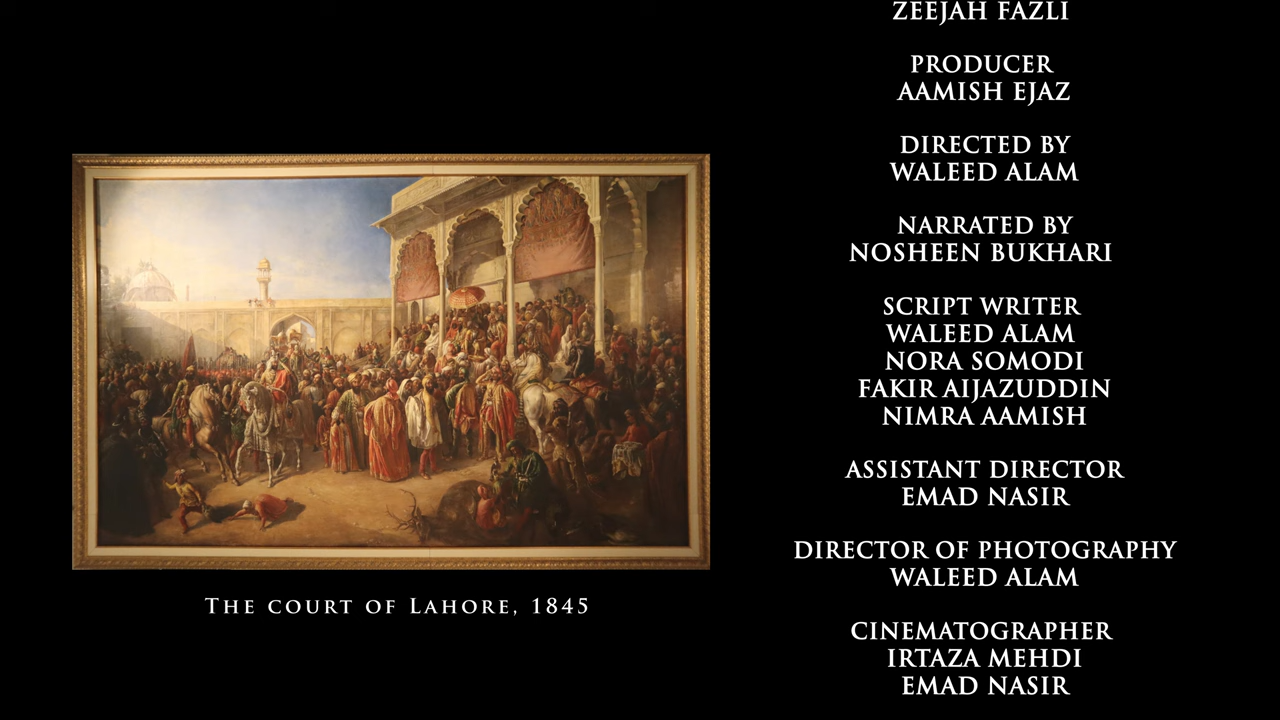 ZEEJAH FAZLI
PRODUCER
AAMISH EJAZ
DIRECTED BY
WALEED ALAM
NARRATED BY
NOSHEEN BUKHARI
SCRIPT WRITER
WALEED ALAM
NORA SOMODI
FAKIR AIJAZUDDIN
NIMRA AAMISH
ASSISTANT DIRECTOR
EMAD NASIR
DIRECTOR OF PHOTOGRAPHY
WALEED ALAM
CINEMATOGRAPHER
IRTAZA MEHDI
EMAD NASIR
THE COURT OF LAHORE, 1845